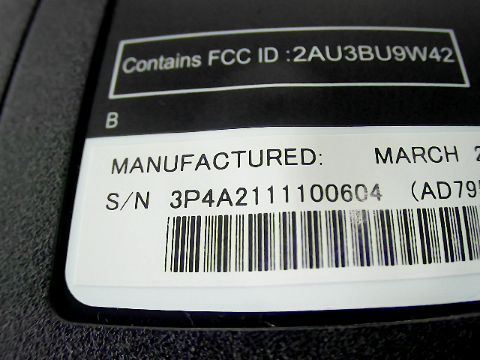 Contains FCC ID :2AU3BU9W42
B
MANUFACTURED: MARCH
S/N 3P4A2111100604